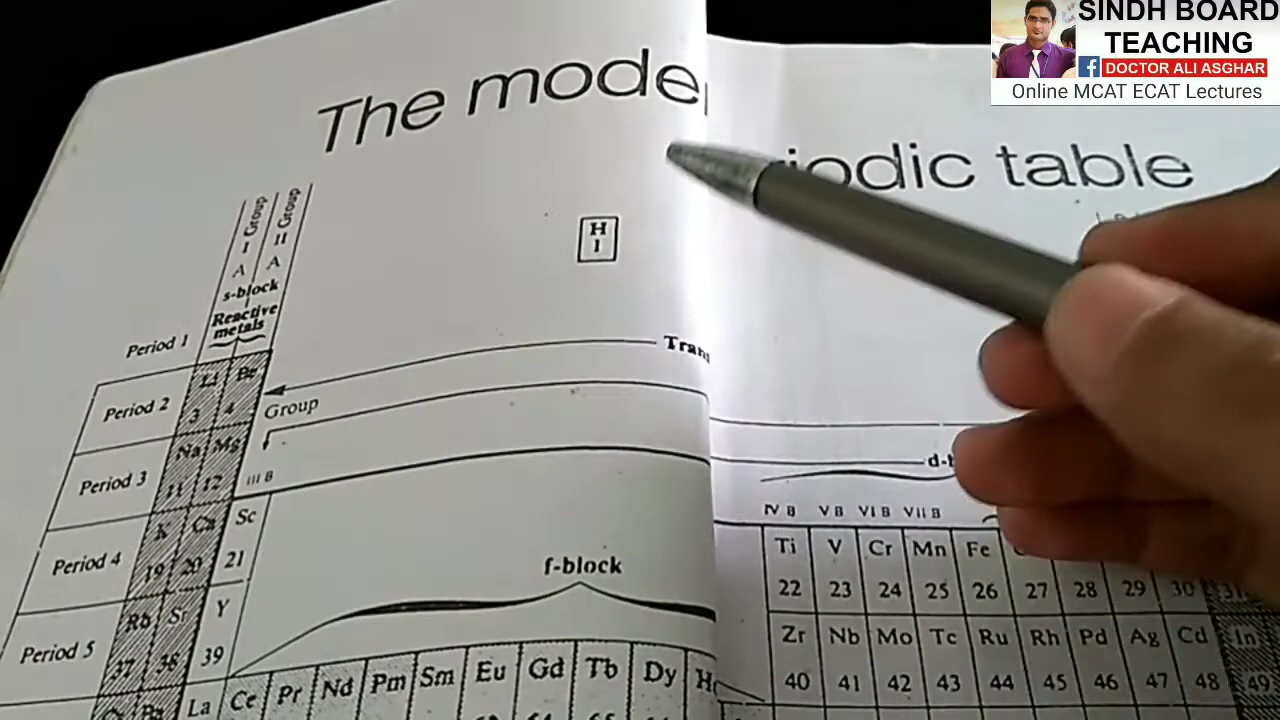 SINDH BOARD
TEACHING
DOCTOR ALI ASGHAR
Online MCAT ECAT Lectures
The mode
iodic table
I Group
II Group
A A
H
1
s-block
Reactive
metals
Period 1
Period 2
Li Be
3 4
Group
III B
Period 3
Na Mg
11 12
Period 4
K Ca Sc
19 20 21
Period 5
Rb Sr Y
37 38 39
f-block
La Ce Pr Nd Pm Sm Eu Gd Tb Dy
IV B V B VI B VII B
Ti V Cr Mn Fe
22 23 24 25 26 27 28 29 30 31
Zr Nb Mo Tc Ru Rh Pd Ag Cd In
40 41 42 43 44 45 46 47 48 49